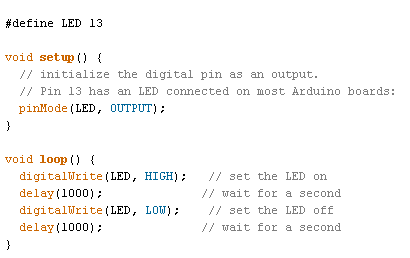 #define LED 13
void setup() {
// initialize the digital pin as an output.
// Pin 13 has an LED connected on most Arduino boards:
pinMode(LED, OUTPUT);
}
void loop() {
digitalWrite(LED, HIGH); // set the LED on
delay(1000); // wait for a second
digitalWrite(LED, LOW); // set the LED off
delay(1000); // wait for a second
}